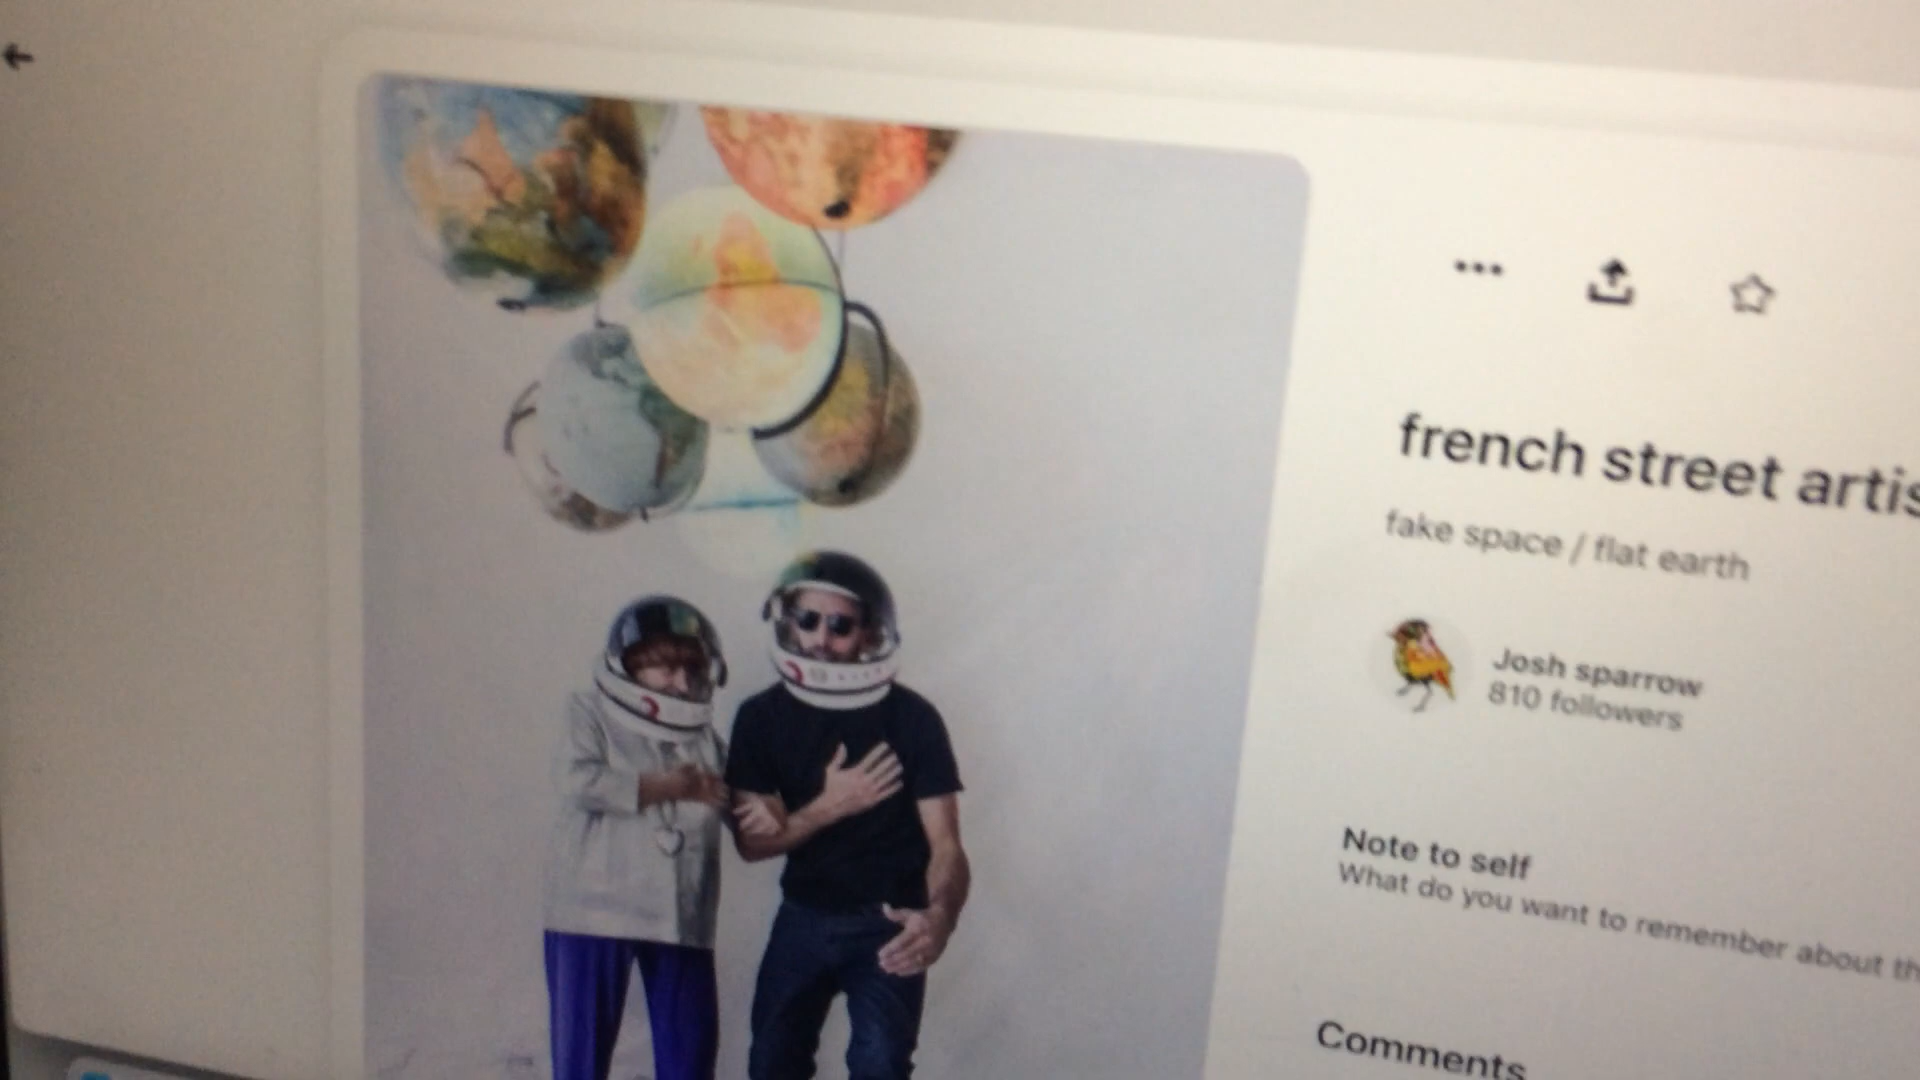 french street artis
fake space / flat earth
Josh sparrow
810 followers
Note to self
What do you want to remember about th
Comments